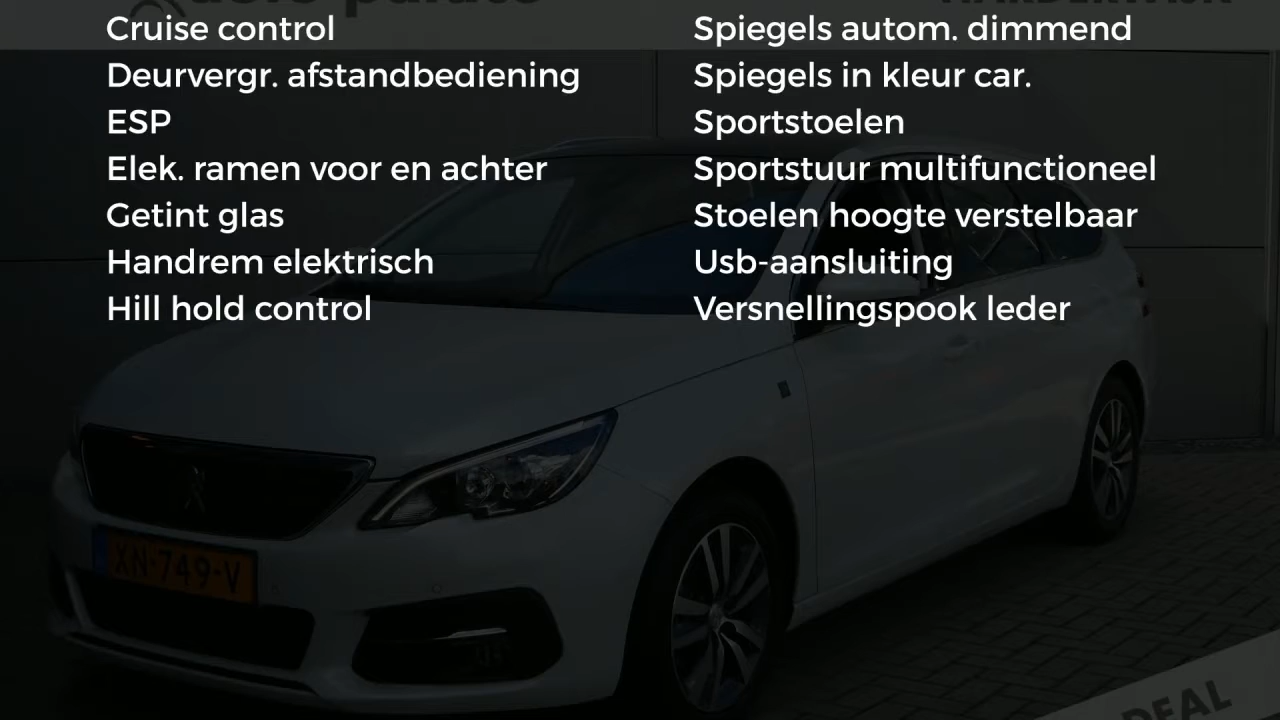 Cruise control
Deurvergr. afstandbediening
ESP
Elek. ramen voor en achter
Getint glas
Handrem elektrisch
Hill hold control
Spiegels autom. dimmend
Spiegels in kleur car.
Sportstoelen
Sportstuur multifunctioneel
Stoelen hoogte verstelbaar
Usb-aansluiting
Versnellingspook leder
XN-749-V
DEAL